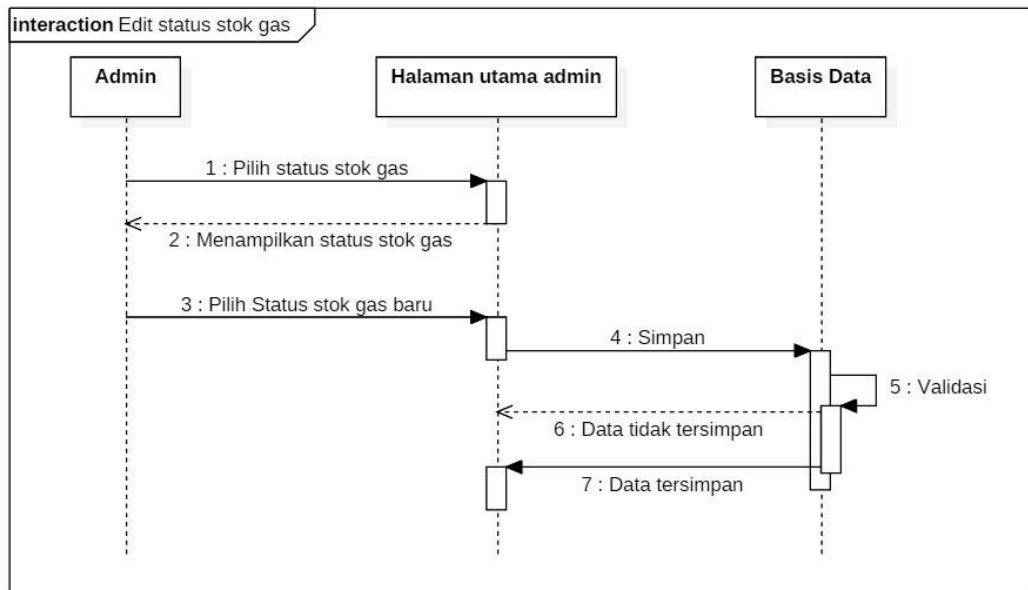 interaction Edit status stok gas
Admin
Halaman utama admin
Basis Data
1 : Pilih status stok gas
2 : Menampilkan status stok gas
3 : Pilih Status stok gas baru
4 : Simpan
5 : Validasi
6 : Data tidak tersimpan
7 : Data tersimpan